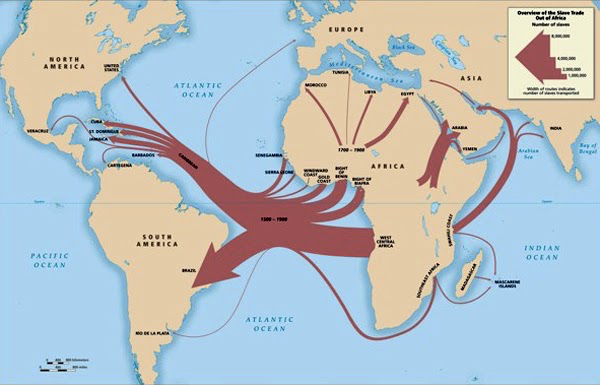 Overview of the Slave Trade
Out of Africa
Number of slaves
8,000,000
4,000,000
2,000,000
1,000,000
Width of routes indicates
number of slaves transported
EUROPE
ASIA
NORTH
AMERICA
UNITED
STATES
ATLANTIC
OCEAN
Black Sea
Mediterranean Sea
TUNISIA
MOROCCO
LIBYA
EGYPT
1700 – 1900
ARABIA
YEMEN
INDIA
Arabian
Sea
Bay of
Bengal
VERACRUZ
CUBA
ST. DOMINGUE
JAMAICA
BARBADOS
CARIBBEAN
CARTAGENA
SENEGAMBIA
SIERRA LEONE
WINDWARD
COAST
GOLD
COAST
BIGHT
OF
BENIN
BIGHT OF
BIAFRA
AFRICA
1500 – 1900
WEST
CENTRAL
AFRICA
SWAHILI COAST
SOUTHEAST AFRICA
MADAGASCAR
MASCARENE
ISLANDS
INDIAN
OCEAN
SOUTH
AMERICA
BRAZIL
PACIFIC
OCEAN
RIO DE LA PLATA
ATLANTIC
OCEAN